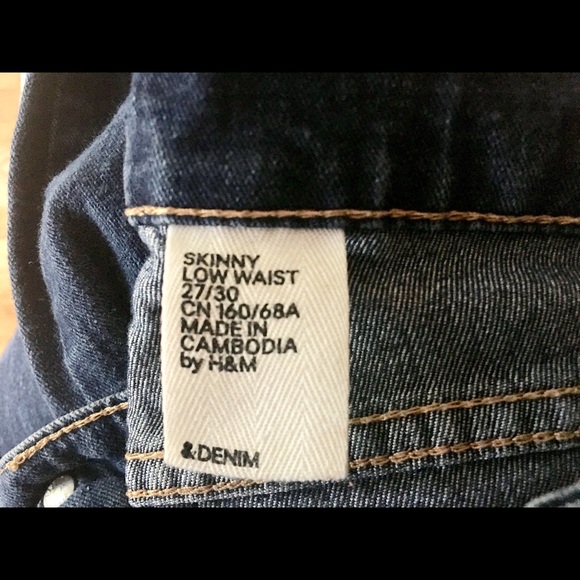 SKINNY
LOW WAIST
27/30
CN 160/68A
MADE IN
CAMBODIA
by H&M
&DENIM